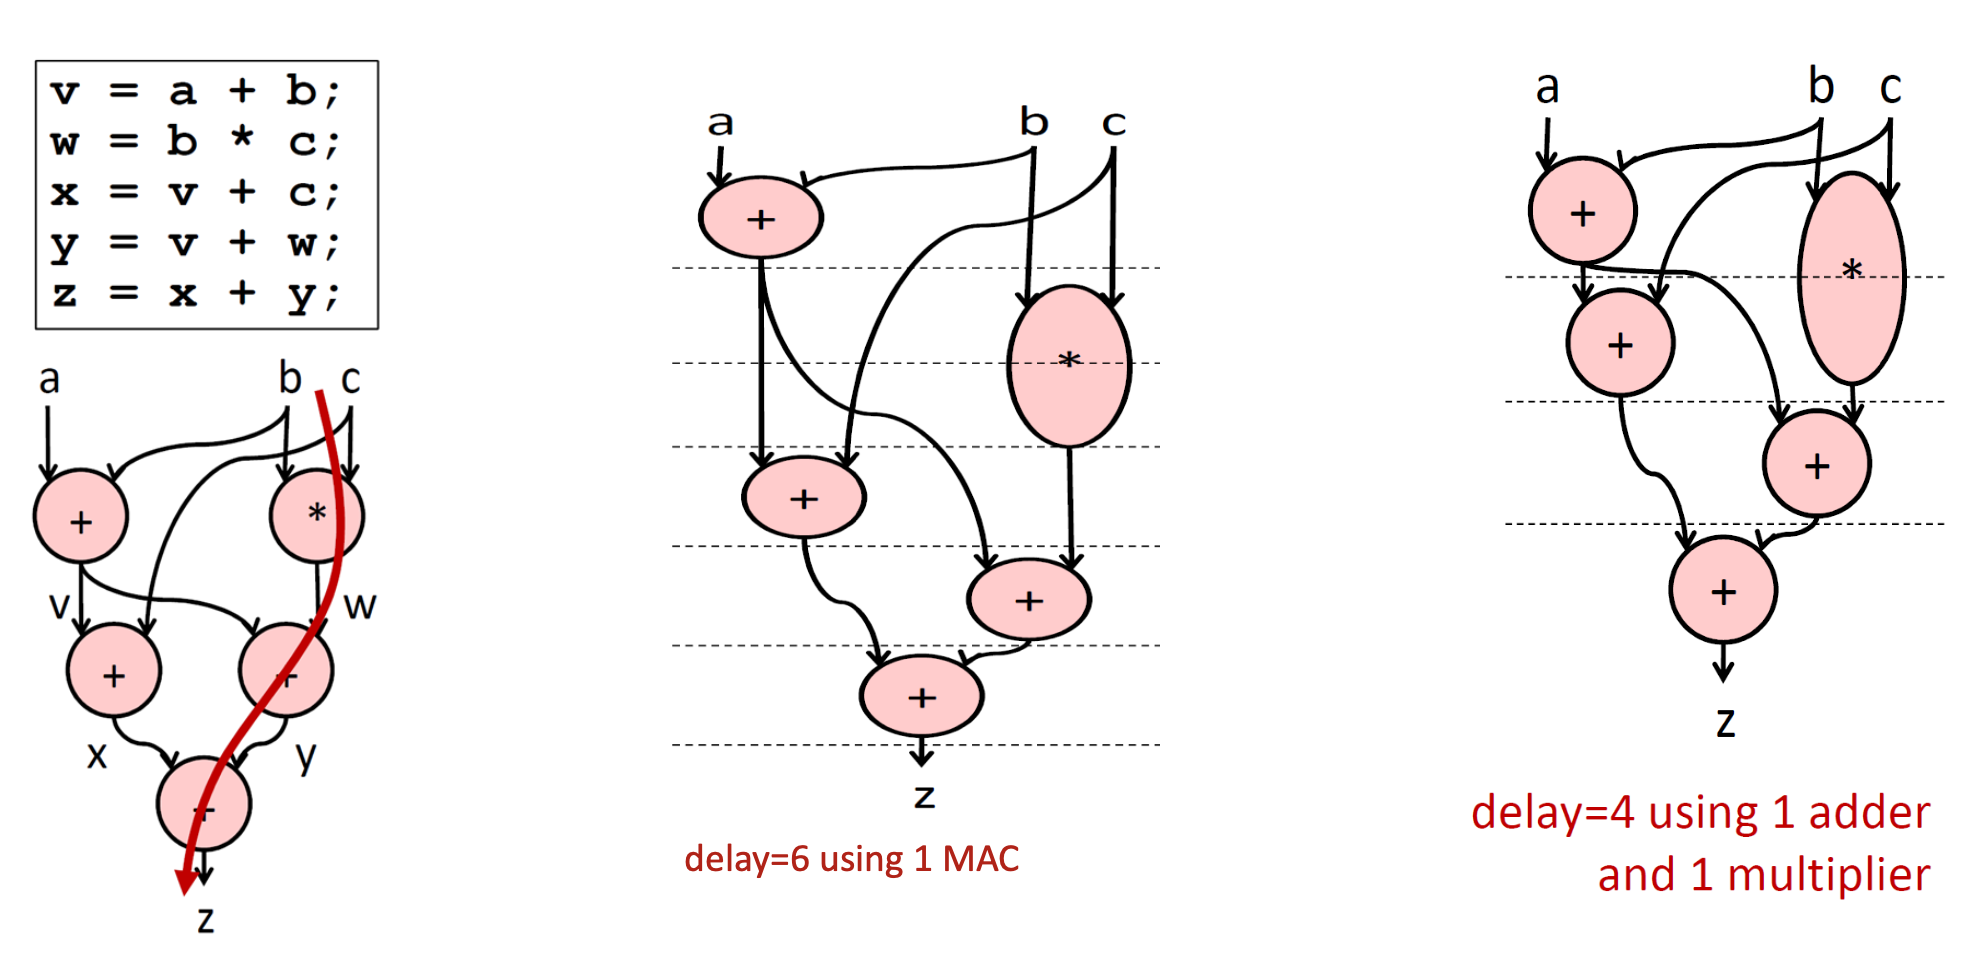 v = a + b;
w = b * c;
x = v + c;
y = v + w;
z = x + y;
a b c
+ *
v w
+ +
x y
+
z
a b c
+
*
+
+
+
z
delay=6 using 1 MAC
a b c
+
*
+
+
+
z
delay=4 using 1 adder
and 1 multiplier